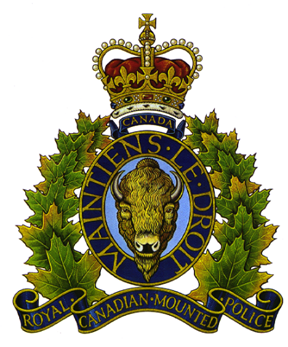 CANADA
MAINTIENS · LE · DROIT
ROYAL · CANADIAN · MOUNTED · POLICE